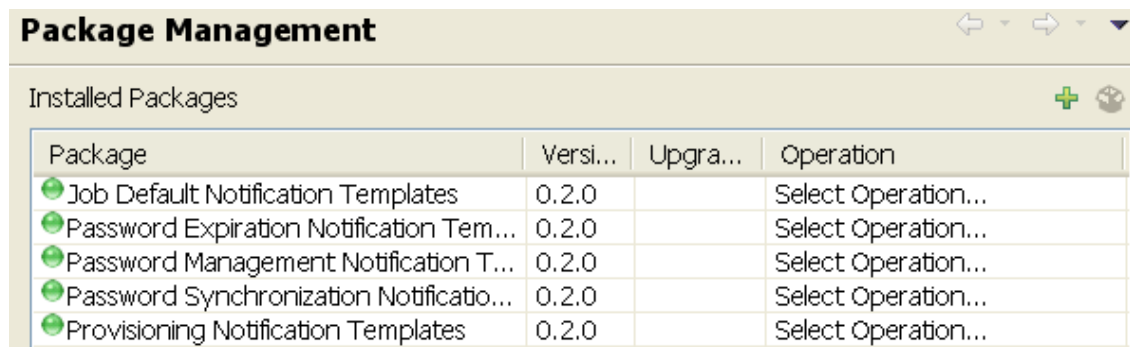 Package Management
Installed Packages
Package Versi... Upgra... Operation
Job Default Notification Templates 0.2.0 Select Operation...
Password Expiration Notification Tem... 0.2.0 Select Operation...
Password Management Notification T... 0.2.0 Select Operation...
Password Synchronization Notificatio... 0.2.0 Select Operation...
Provisioning Notification Templates 0.2.0 Select Operation...